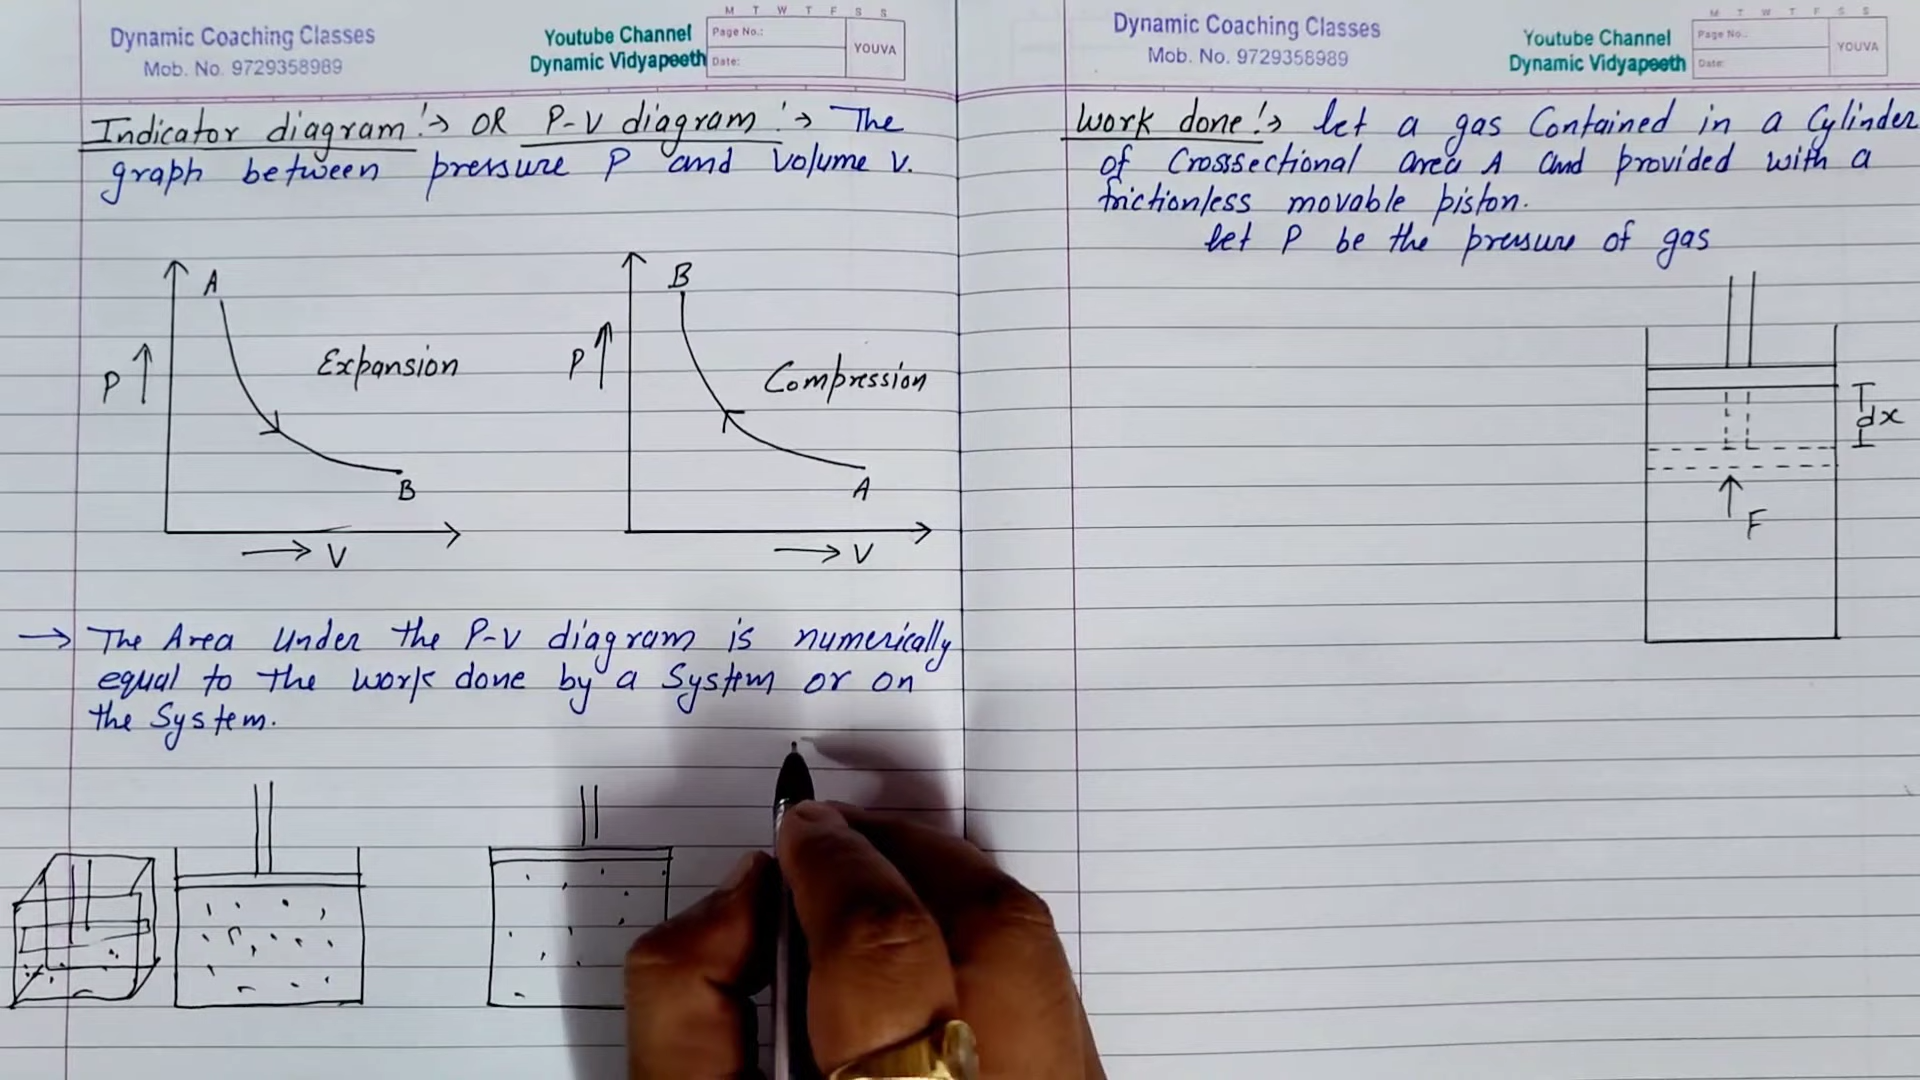 Dynamic Coaching Classes
Mob. No. 9729358989
Youtube Channel
Dynamic Vidyapeeth
M T W T F S S
Page No.:
Date:
YOUVA
Indicator diagram :→ OR P-V diagram :→ The
graph between pressure P and volume V.
A
P
Expansion
B
V
B
P
Compression
A
V
→ The Area Under the P-V diagram is numerically
equal to the work done by a System or on
the System.
Dynamic Coaching Classes
Mob. No. 9729358989
Youtube Channel
Dynamic Vidyapeeth
M T W T F S S
Page No.:
Date:
YOUVA
Work done :→ let a gas Contained in a Cylinder
of Crosssectional area A and provided with a
frictionless movable piston.
let P be the pressure of gas
dx
F